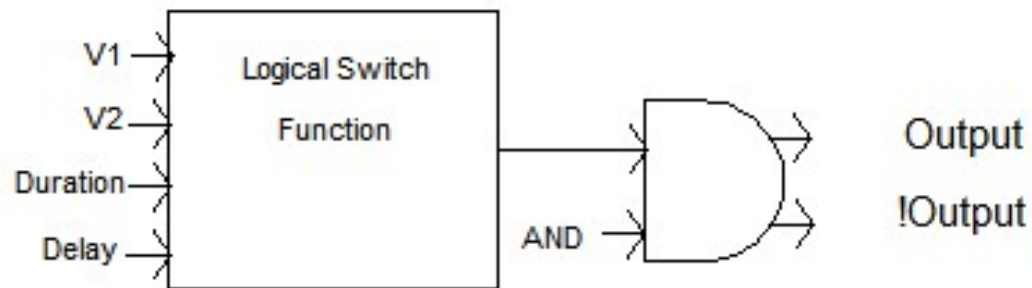 V1
V2
Duration
Delay
Logical Switch
Function
AND
Output
!Output